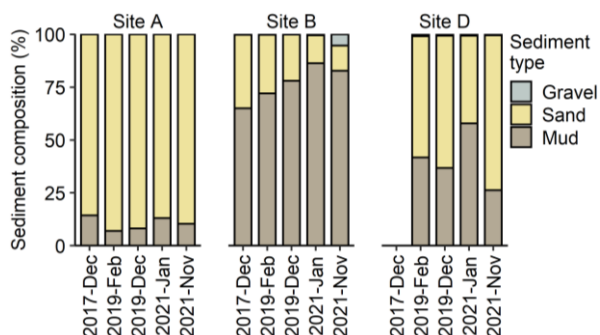 Site A
Site B
Site D
Sediment composition (%)
100
75
50
25
0
2017-Dec
2019-Feb
2019-Dec
2021-Jan
2021-Nov
2017-Dec
2019-Feb
2019-Dec
2021-Jan
2021-Nov
2017-Dec
2019-Feb
2019-Dec
2021-Jan
2021-Nov
Sediment
type
Gravel
Sand
Mud